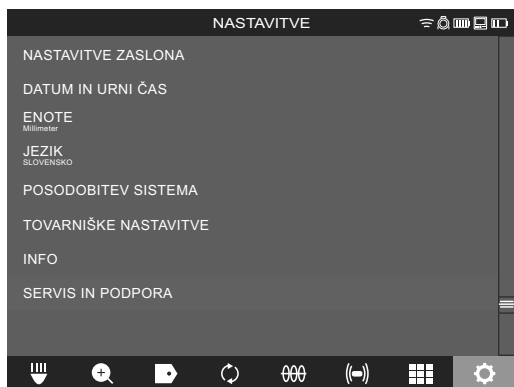 NASTAVITVE
NASTAVITVE ZASLONA
DATUM IN URNI ČAS
ENOTE
Millimeter
JEZIK
SLOVENSKO
POSODOBITEV SISTEMA
TOVARNIŠKE NASTAVITVE
INFO
SERVIS IN PODPORA